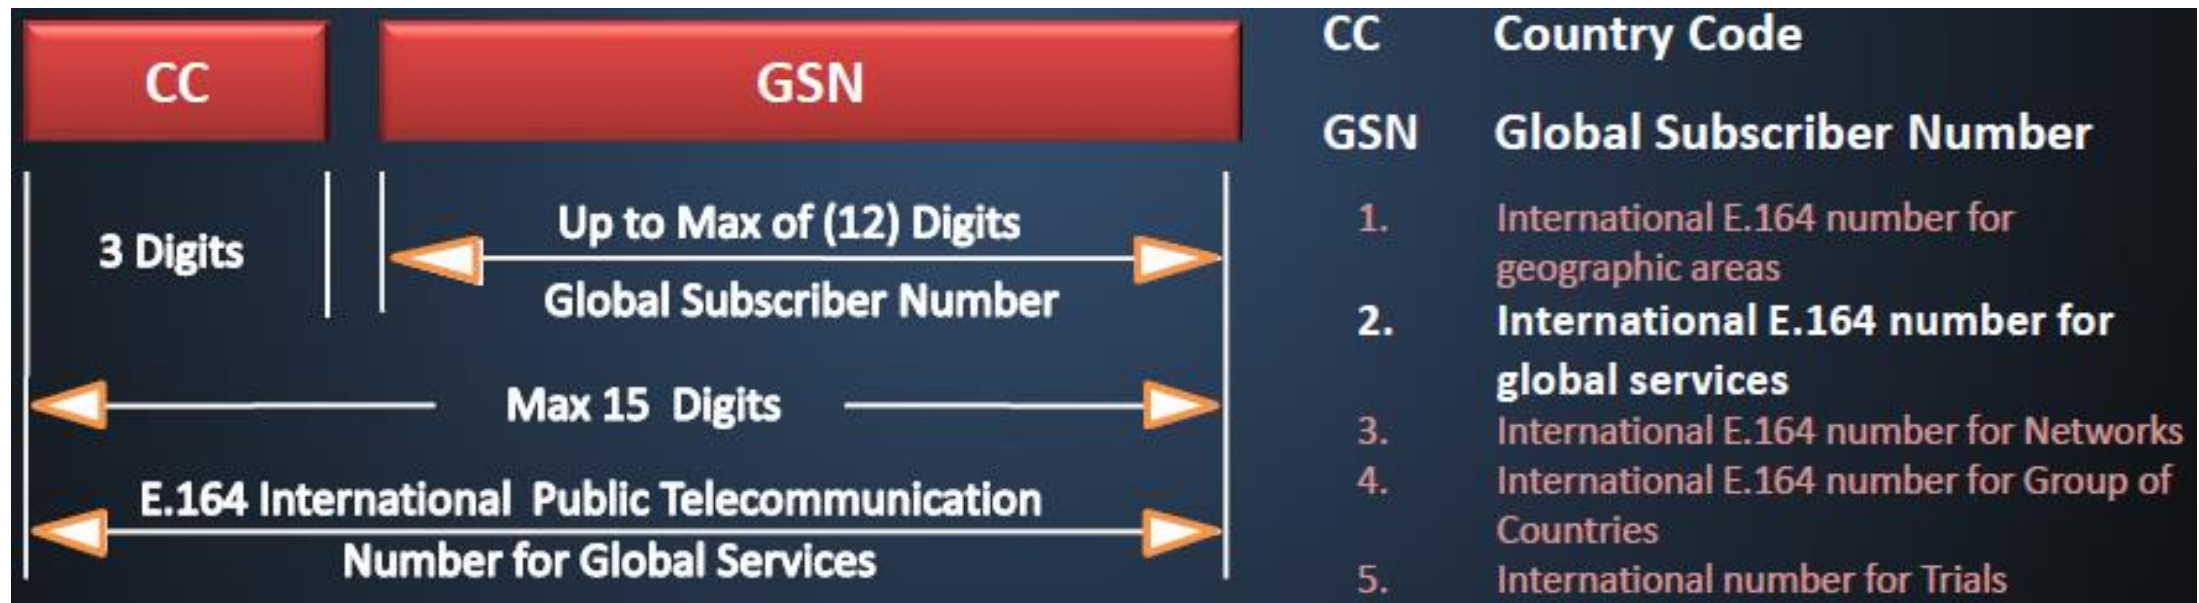 CC
GSN
3 Digits
Up to Max of (12) Digits
Global Subscriber Number
Max 15 Digits
E.164 International Public Telecommunication
Number for Global Services
CC Country Code
GSN Global Subscriber Number
1. International E.164 number for
geographic areas
2. International E.164 number for
global services
3. International E.164 number for Networks
4. International E.164 number for Group of
Countries
5. International number for Trials